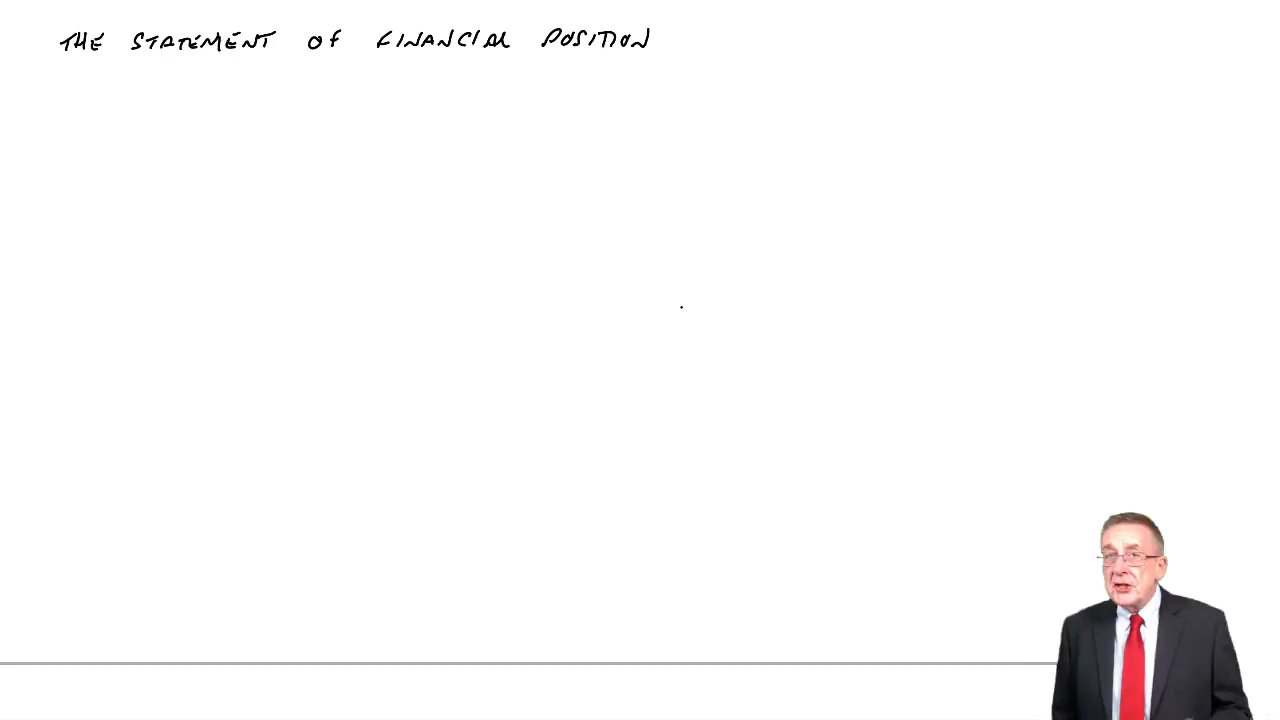 THE STATEMENT OF FINANCIAL POSITION